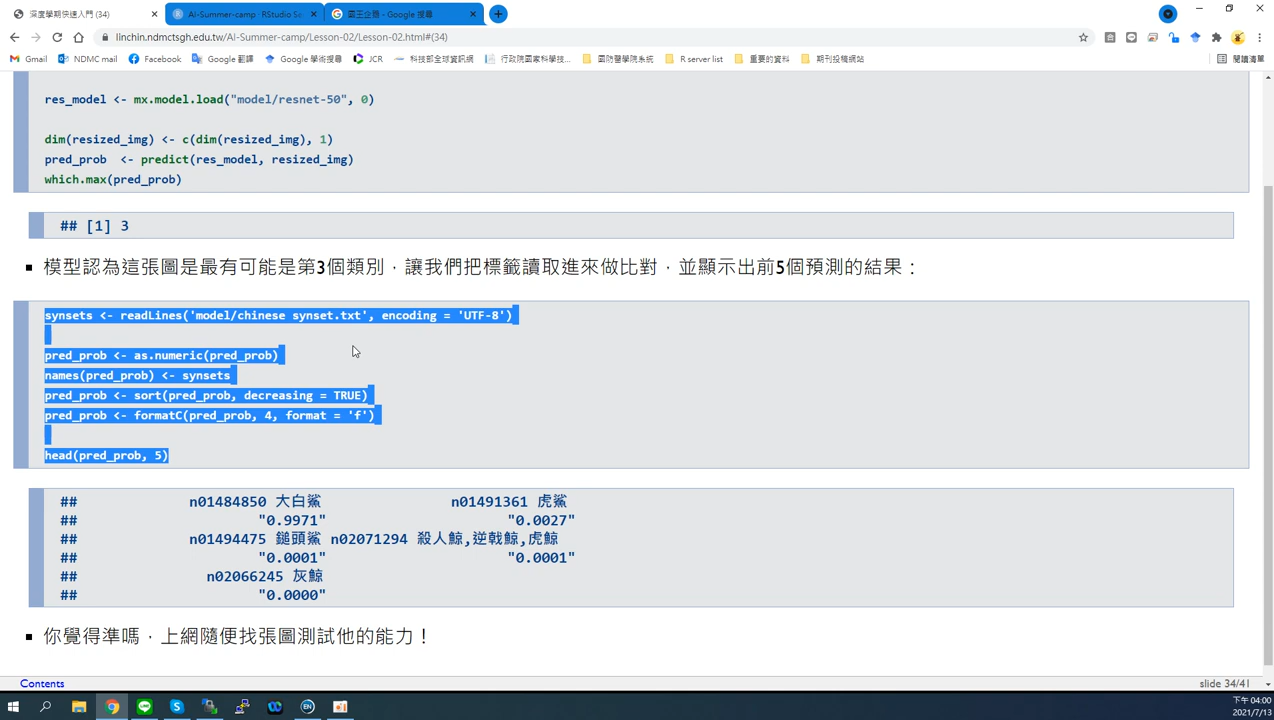 深度學期快速入門 (34)
AI-Summer-camp · RStudio Se
國王企鵝 - Google 搜尋
linchin.ndmctsgh.edu.tw/AI-Summer-camp/Lesson-02/Lesson-02.html#(34)
Gmail
NDMC mail
Facebook
Google 翻譯
Google 學術搜尋
JCR
科技部全球資訊網
行政院國家科學技...
國防醫學院系統
R server list
重要的資料
期刊投稿網站
閱讀清單
res_model <- mx.model.load("model/resnet-50", 0)
dim(resized_img) <- c(dim(resized_img), 1)
pred_prob <- predict(res_model, resized_img)
which.max(pred_prob)
## [1] 3
模型認為這張圖是最有可能是第3個類別，讓我們把標籤讀取進來做比對，並顯示出前5個預測的結果：
synsets <- readLines('model/chinese synset.txt', encoding = 'UTF-8')
pred_prob <- as.numeric(pred_prob)
names(pred_prob) <- synsets
pred_prob <- sort(pred_prob, decreasing = TRUE)
pred_prob <- formatC(pred_prob, 4, format = 'f')
head(pred_prob, 5)
## n01484850 大白鯊 n01491361 虎鯊
## "0.9971" "0.0027"
## n01494475 鎚頭鯊 n02071294 殺人鯨,逆戟鯨,虎鯨
## "0.0001" "0.0001"
## n02066245 灰鯨
## "0.0000"
你覺得準嗎，上網隨便找張圖測試他的能力！
Contents
slide 34/41
EN
下午 04:00
2021/7/13